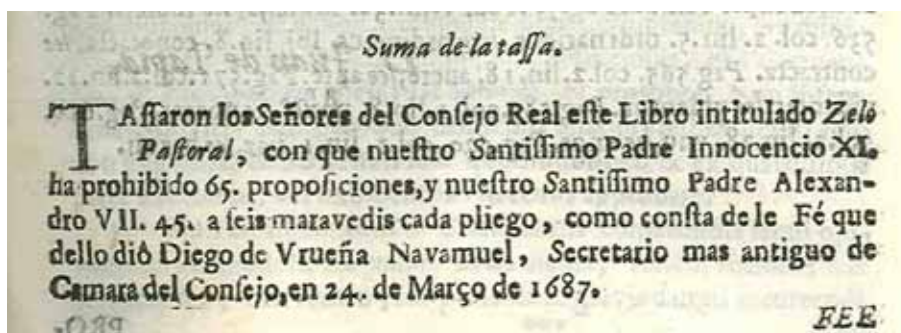 Suma de la taſſa.
TAſſaron los Señores del Conſejo Real eſte Libro intitulado Zelo
Paſtoral, con que nueſtro Santiſſimo Padre Innocencio XI.
ha prohibido 65. propoſiciones, y nueſtro Santiſſimo Padre Alexan-
dro VII. 45. a ſeis maravedis cada pliego, como conſta de le Fé que
dello diò Diego de Vrueña Navamuel, Secretario mas antiguo de
Camara del Conſejo, en 24. de Março de 1687.
FEE